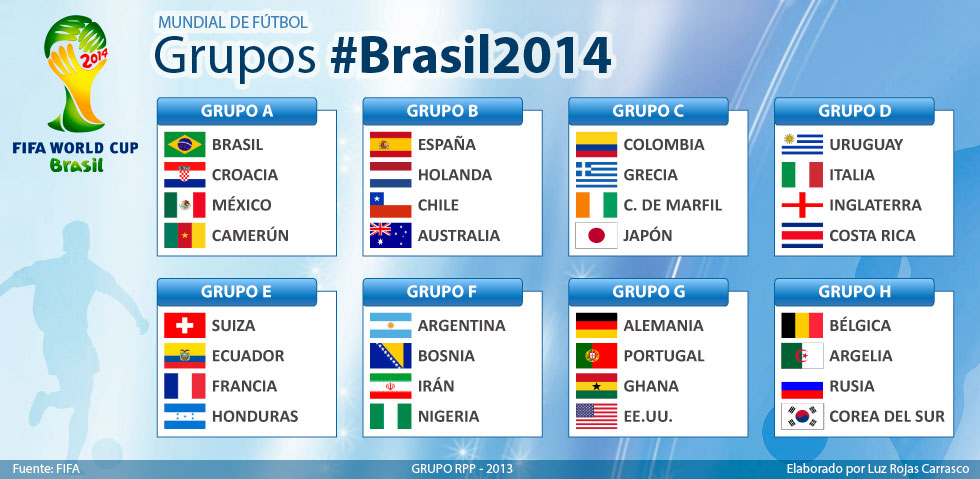 MUNDIAL DE FÚTBOL
Grupos #Brasil2014
2014
FIFA WORLD CUP
Brasil
GRUPO A
BRASIL
CROACIA
MÉXICO
CAMERÚN
GRUPO B
ESPAÑA
HOLANDA
CHILE
AUSTRALIA
GRUPO C
COLOMBIA
GRECIA
C. DE MARFIL
JAPÓN
GRUPO D
URUGUAY
ITALIA
INGLATERRA
COSTA RICA
GRUPO E
SUIZA
ECUADOR
FRANCIA
HONDURAS
GRUPO F
ARGENTINA
BOSNIA
IRÁN
NIGERIA
GRUPO G
ALEMANIA
PORTUGAL
GHANA
EE.UU.
GRUPO H
BÉLGICA
ARGELIA
RUSIA
COREA DEL SUR
Fuente: FIFA
GRUPO RPP - 2013
Elaborado por Luz Rojas Carrasco